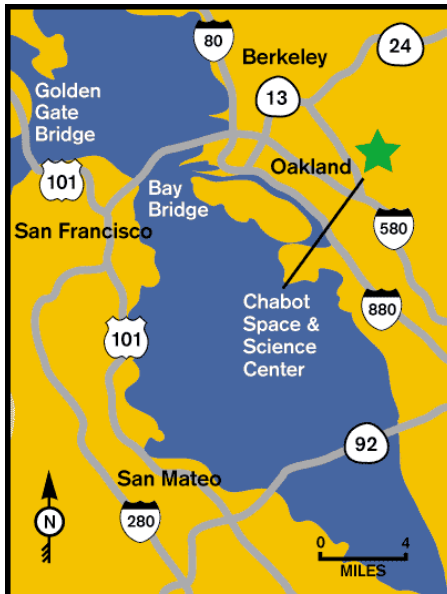 80
Berkeley
24
Golden
Gate
Bridge
13
101
Bay
Bridge
Oakland
San Francisco
580
Chabot
Space &
Science
Center
880
101
92
San Mateo
N
280
0 4
MILES